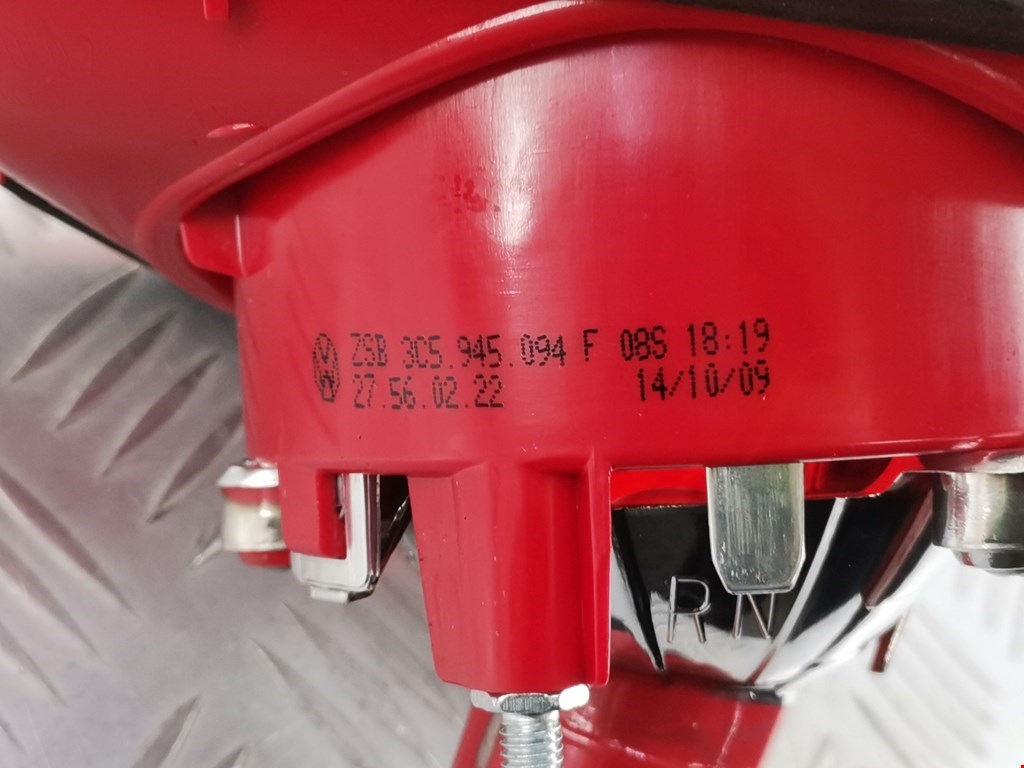 ZSB 3C5.945.094 F 08S 18:19
27.56.02.22 14/10/09
RN